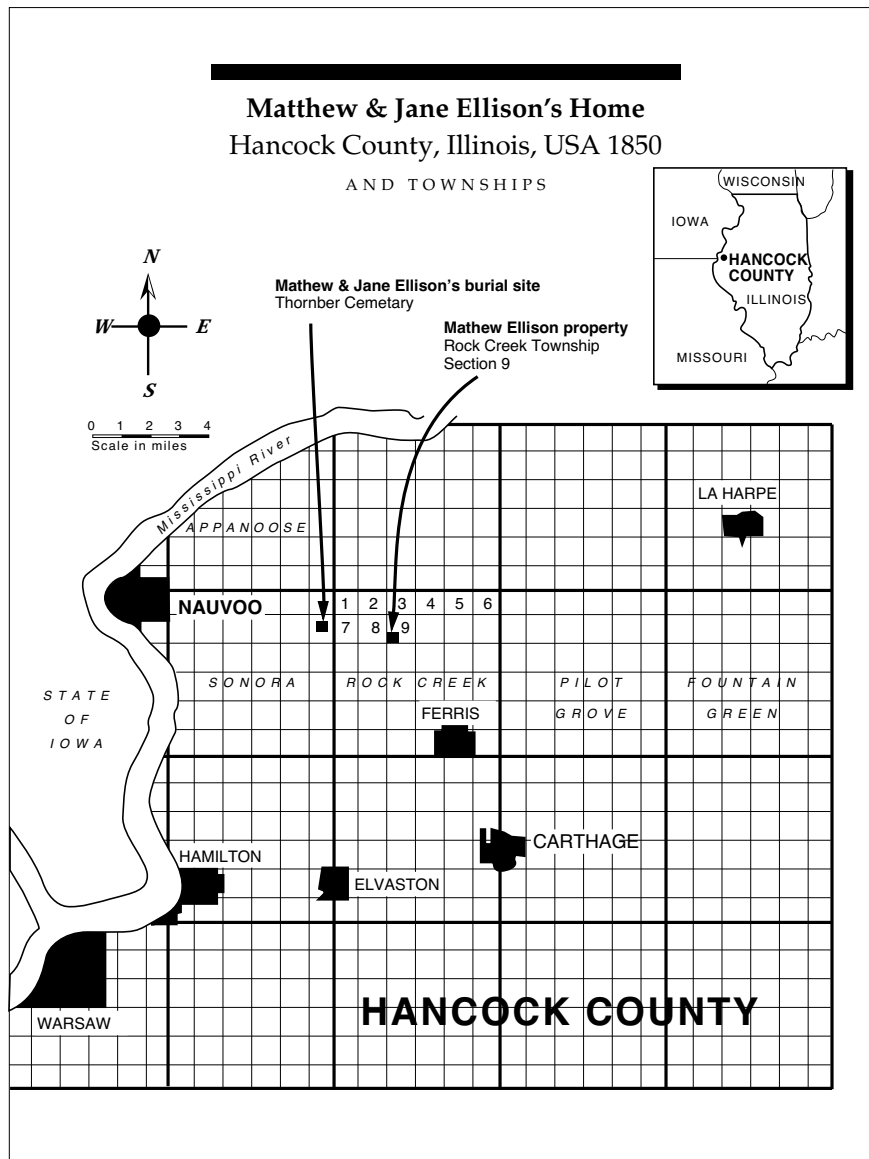 Matthew & Jane Ellison's Home
Hancock County, Illinois, USA 1850
AND TOWNSHIPS
WISCONSIN
IOWA
HANCOCK
COUNTY
ILLINOIS
MISSOURI
N
W E
S
0 1 2 3 4
Scale in miles
Mathew & Jane Ellison's burial site
Thornber Cemetary
Mathew Ellison property
Rock Creek Township
Section 9
Mississippi River
LA HARPE
APPANOOSE
NAUVOO
1 2 3 4 5 6
7 8 9
SONORA
ROCK CREEK
PILOT
GROVE
FOUNTAIN
GREEN
STATE
OF
IOWA
FERRIS
CARTHAGE
HAMILTON
ELVASTON
HANCOCK COUNTY
WARSAW